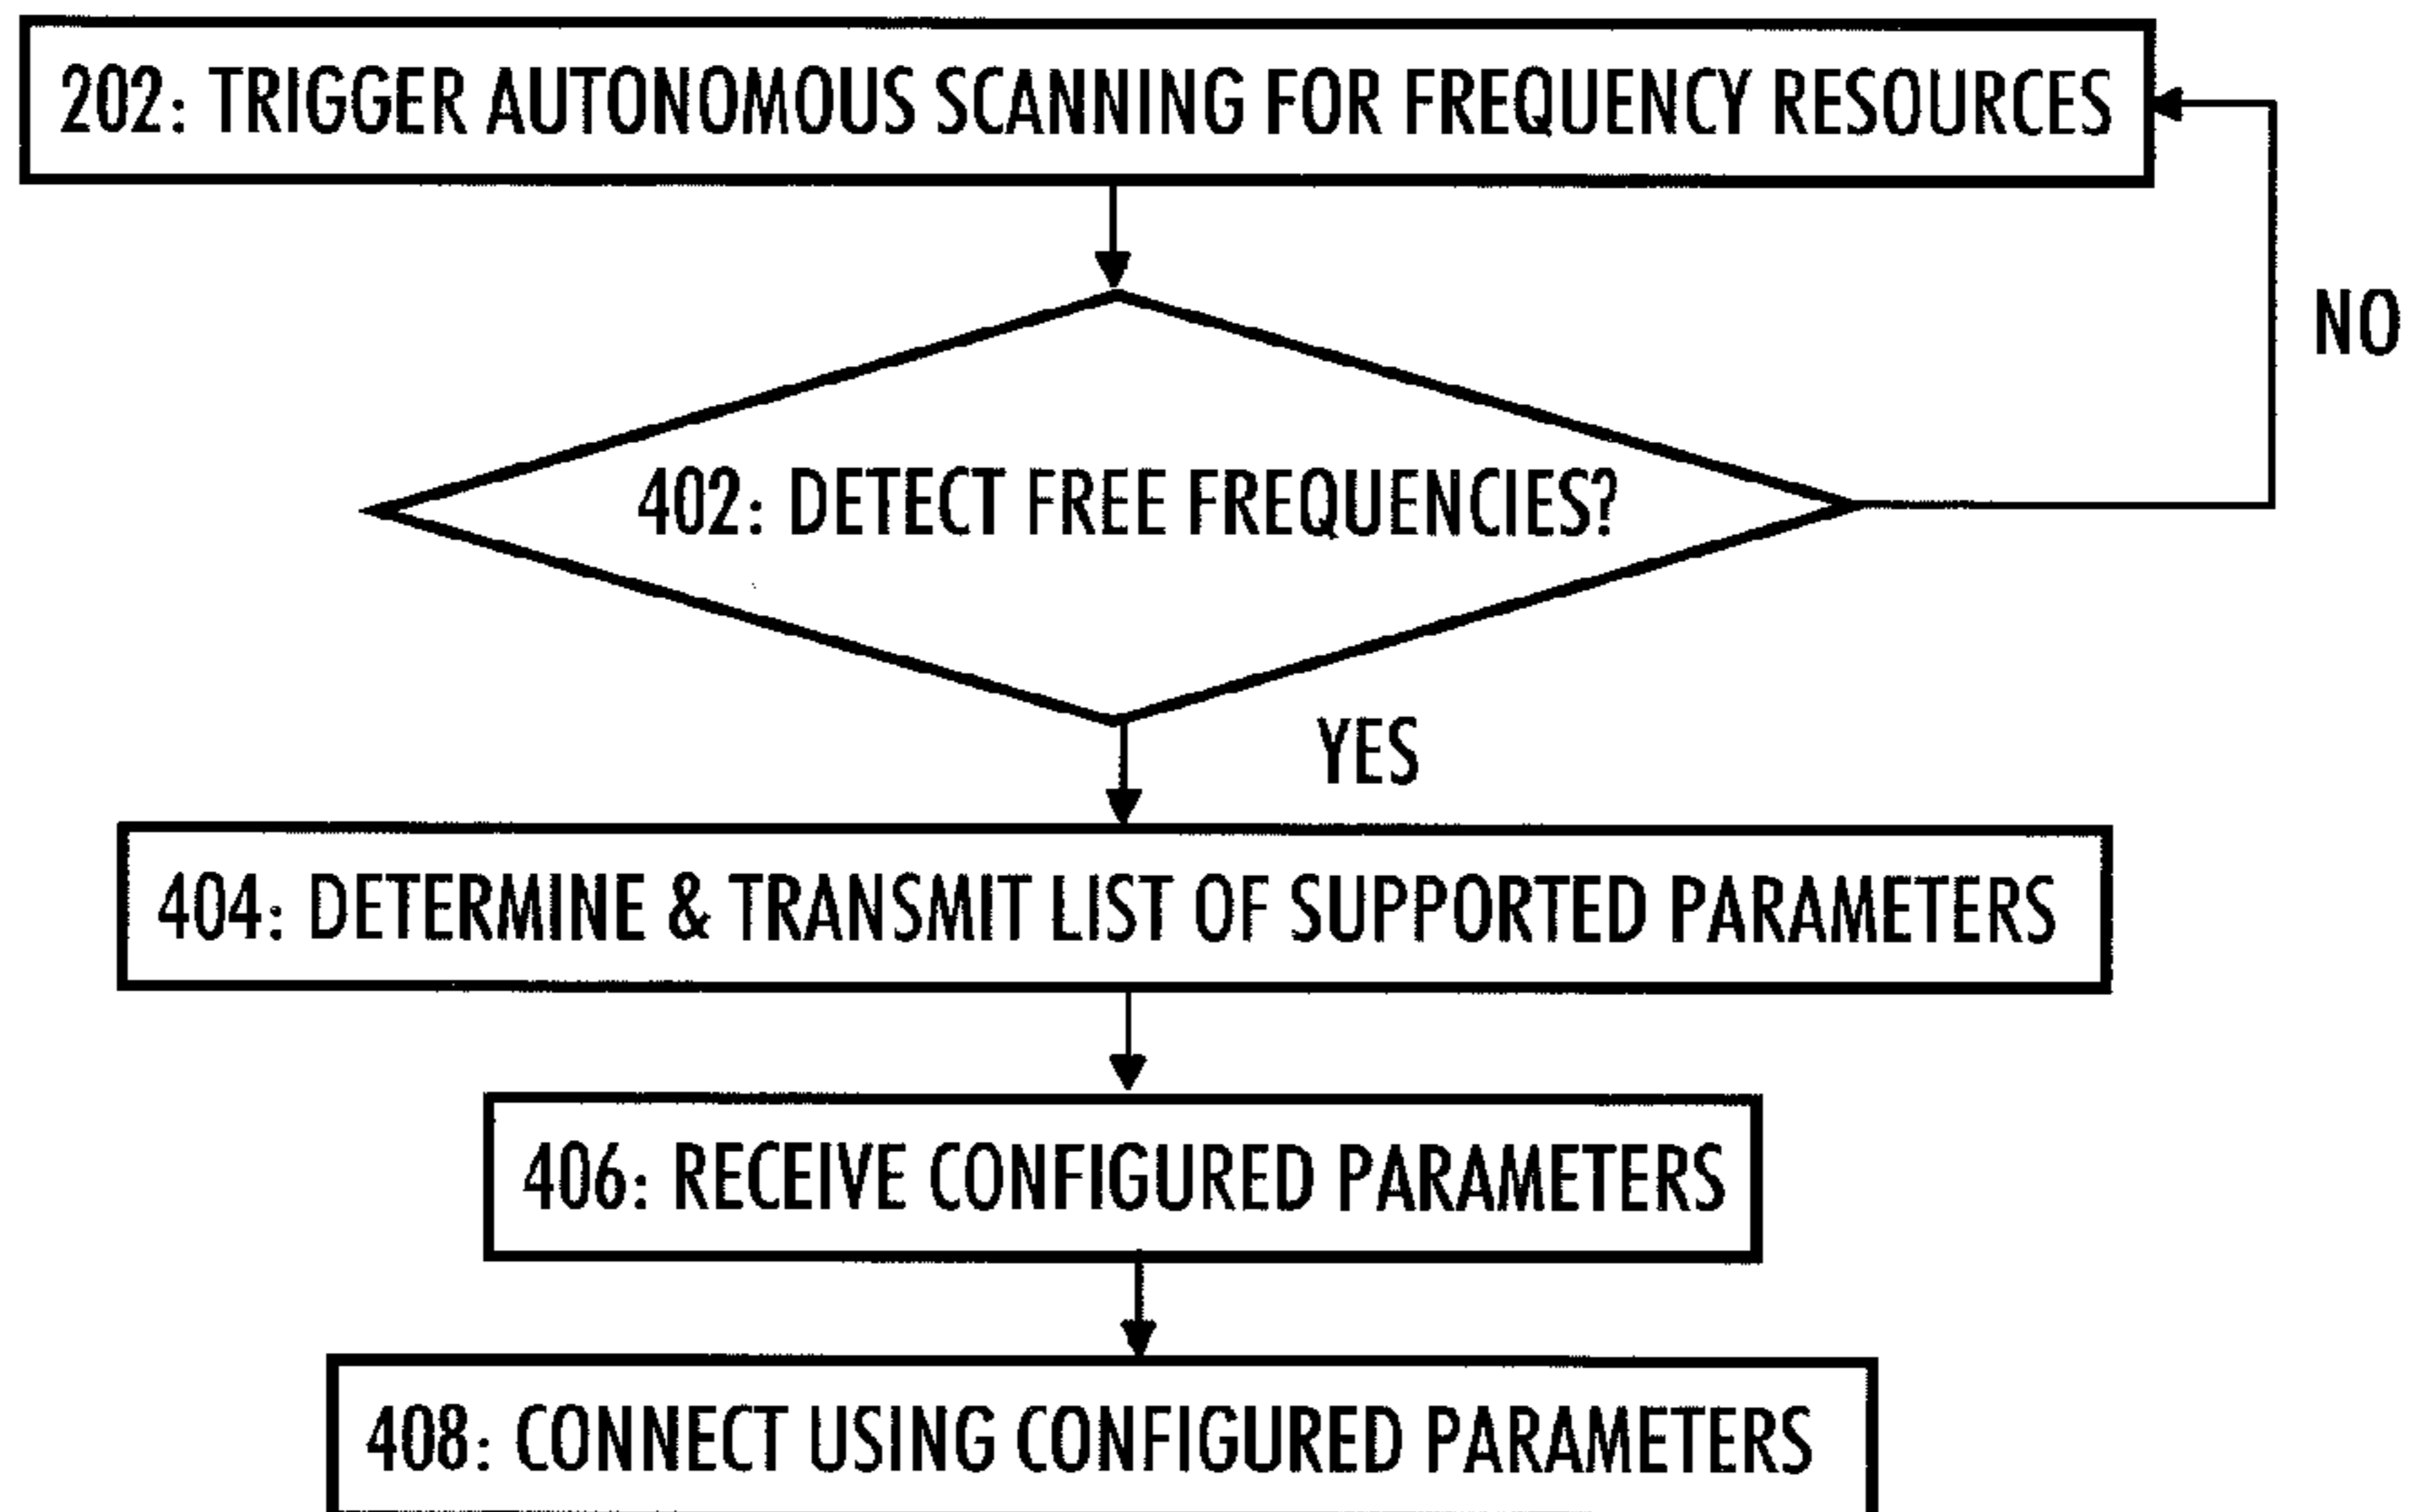 202: TRIGGER AUTONOMOUS SCANNING FOR FREQUENCY RESOURCES
NO
402: DETECT FREE FREQUENCIES?
YES
404: DETERMINE & TRANSMIT LIST OF SUPPORTED PARAMETERS
406: RECEIVE CONFIGURED PARAMETERS
408: CONNECT USING CONFIGURED PARAMETERS